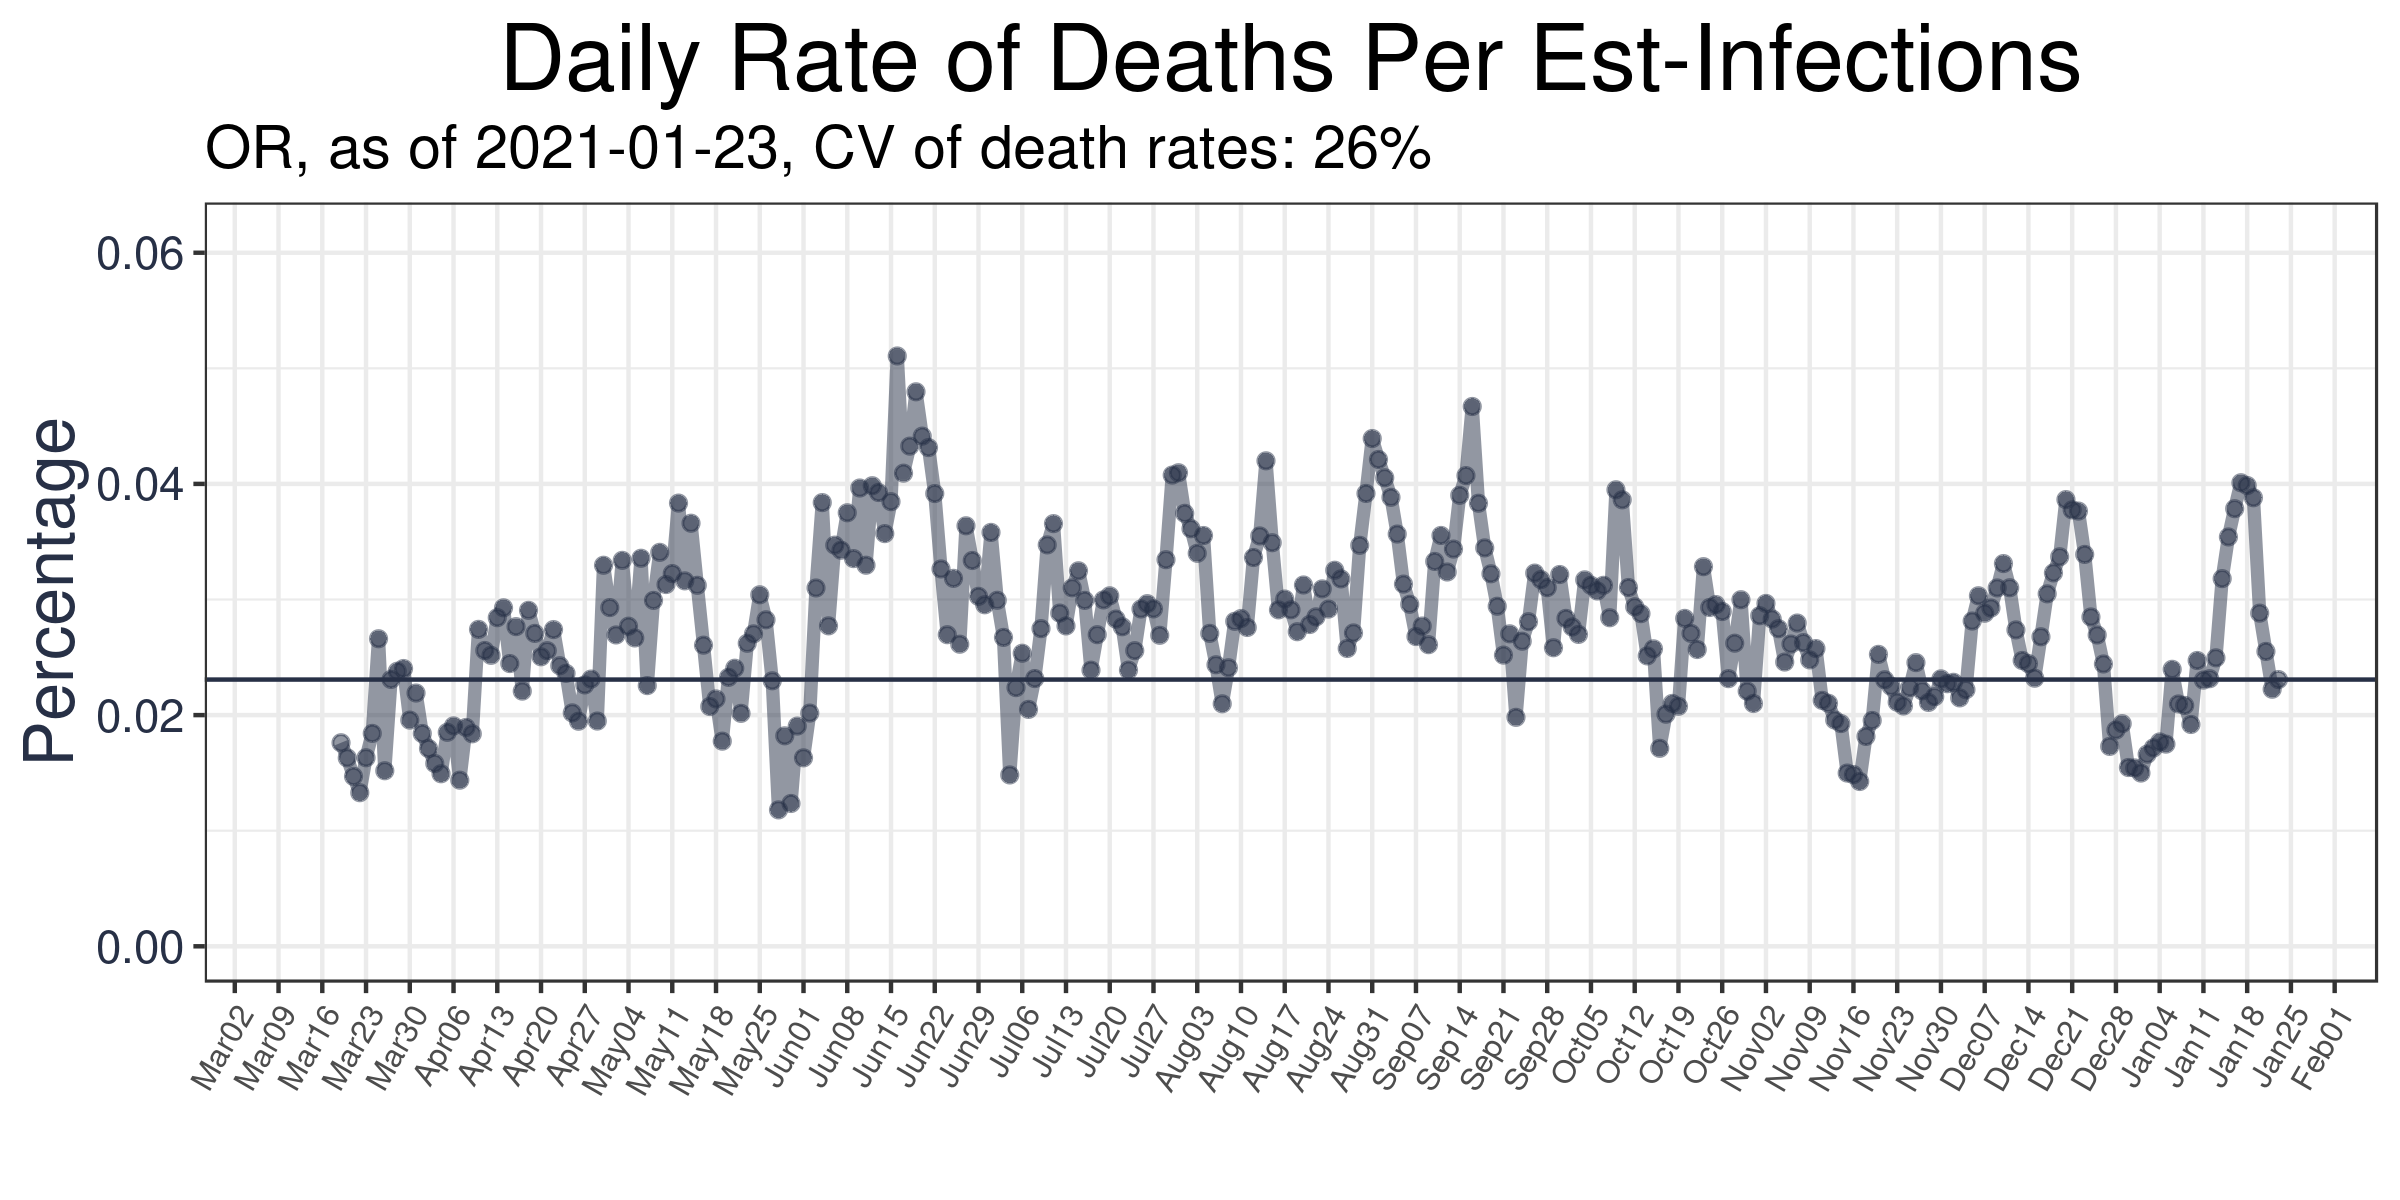 Daily Rate of Deaths Per Est-Infections
OR, as of 2021-01-23, CV of death rates: 26%
Percentage
0.06
0.04
0.02
0.00
Mar02
Mar09
Mar16
Mar23
Mar30
Apr06
Apr13
Apr20
Apr27
May04
May11
May18
May25
Jun01
Jun08
Jun15
Jun22
Jun29
Jul06
Jul13
Jul20
Jul27
Aug03
Aug10
Aug17
Aug24
Aug31
Sep07
Sep14
Sep21
Sep28
Oct05
Oct12
Oct19
Oct26
Nov02
Nov09
Nov16
Nov23
Nov30
Dec07
Dec14
Dec21
Dec28
Jan04
Jan11
Jan18
Jan25
Feb01